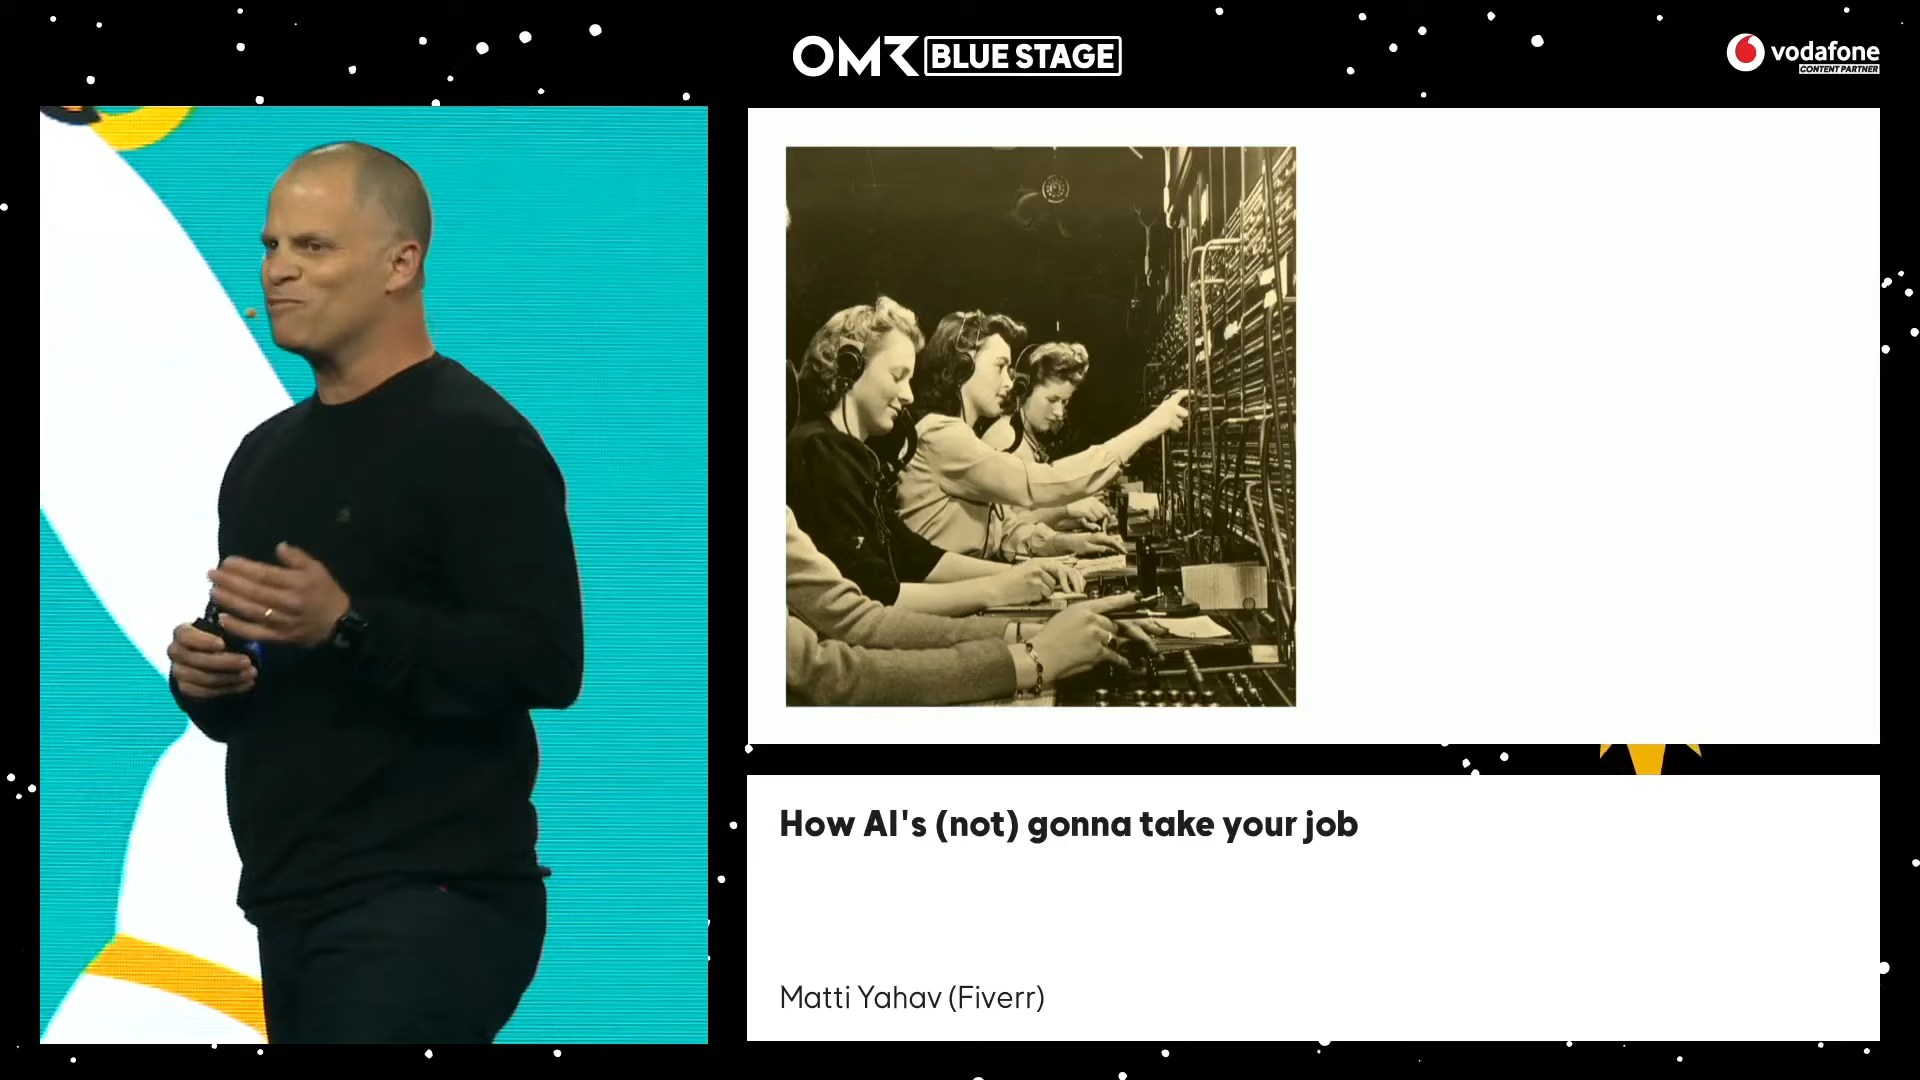 OMR BLUE STAGE
vodafone
CONTENT PARTNER
How AI's (not) gonna take your job
Matti Yahav (Fiverr)